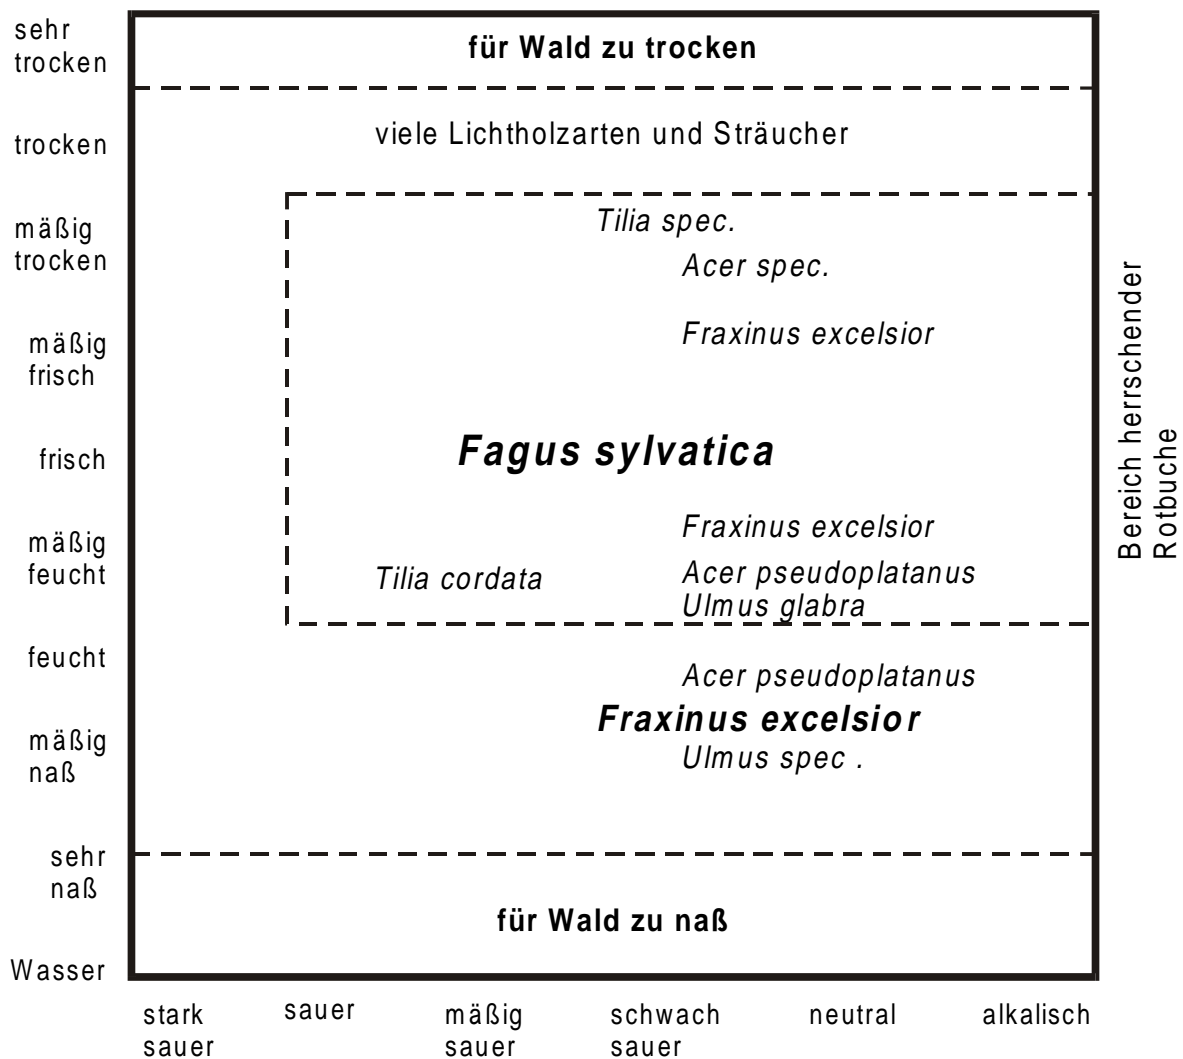 sehr
trocken
für Wald zu trocken
trocken
viele Lichtholzarten und Sträucher
mäßig
trocken
Tilia spec.
Acer spec.
mäßig
frisch
Fraxinus excelsior
frisch
Fagus sylvatica
mäßig
feucht
Fraxinus excelsior
Tilia cordata
Acer pseudoplatanus
Ulmus glabra
feucht
Acer pseudoplatanus
Fraxinus excelsior
mäßig
naß
Ulmus spec .
sehr
naß
für Wald zu naß
Wasser
Bereich herrschender
Rotbuche
stark
sauer
sauer
mäßig
sauer
schwach
sauer
neutral
alkalisch